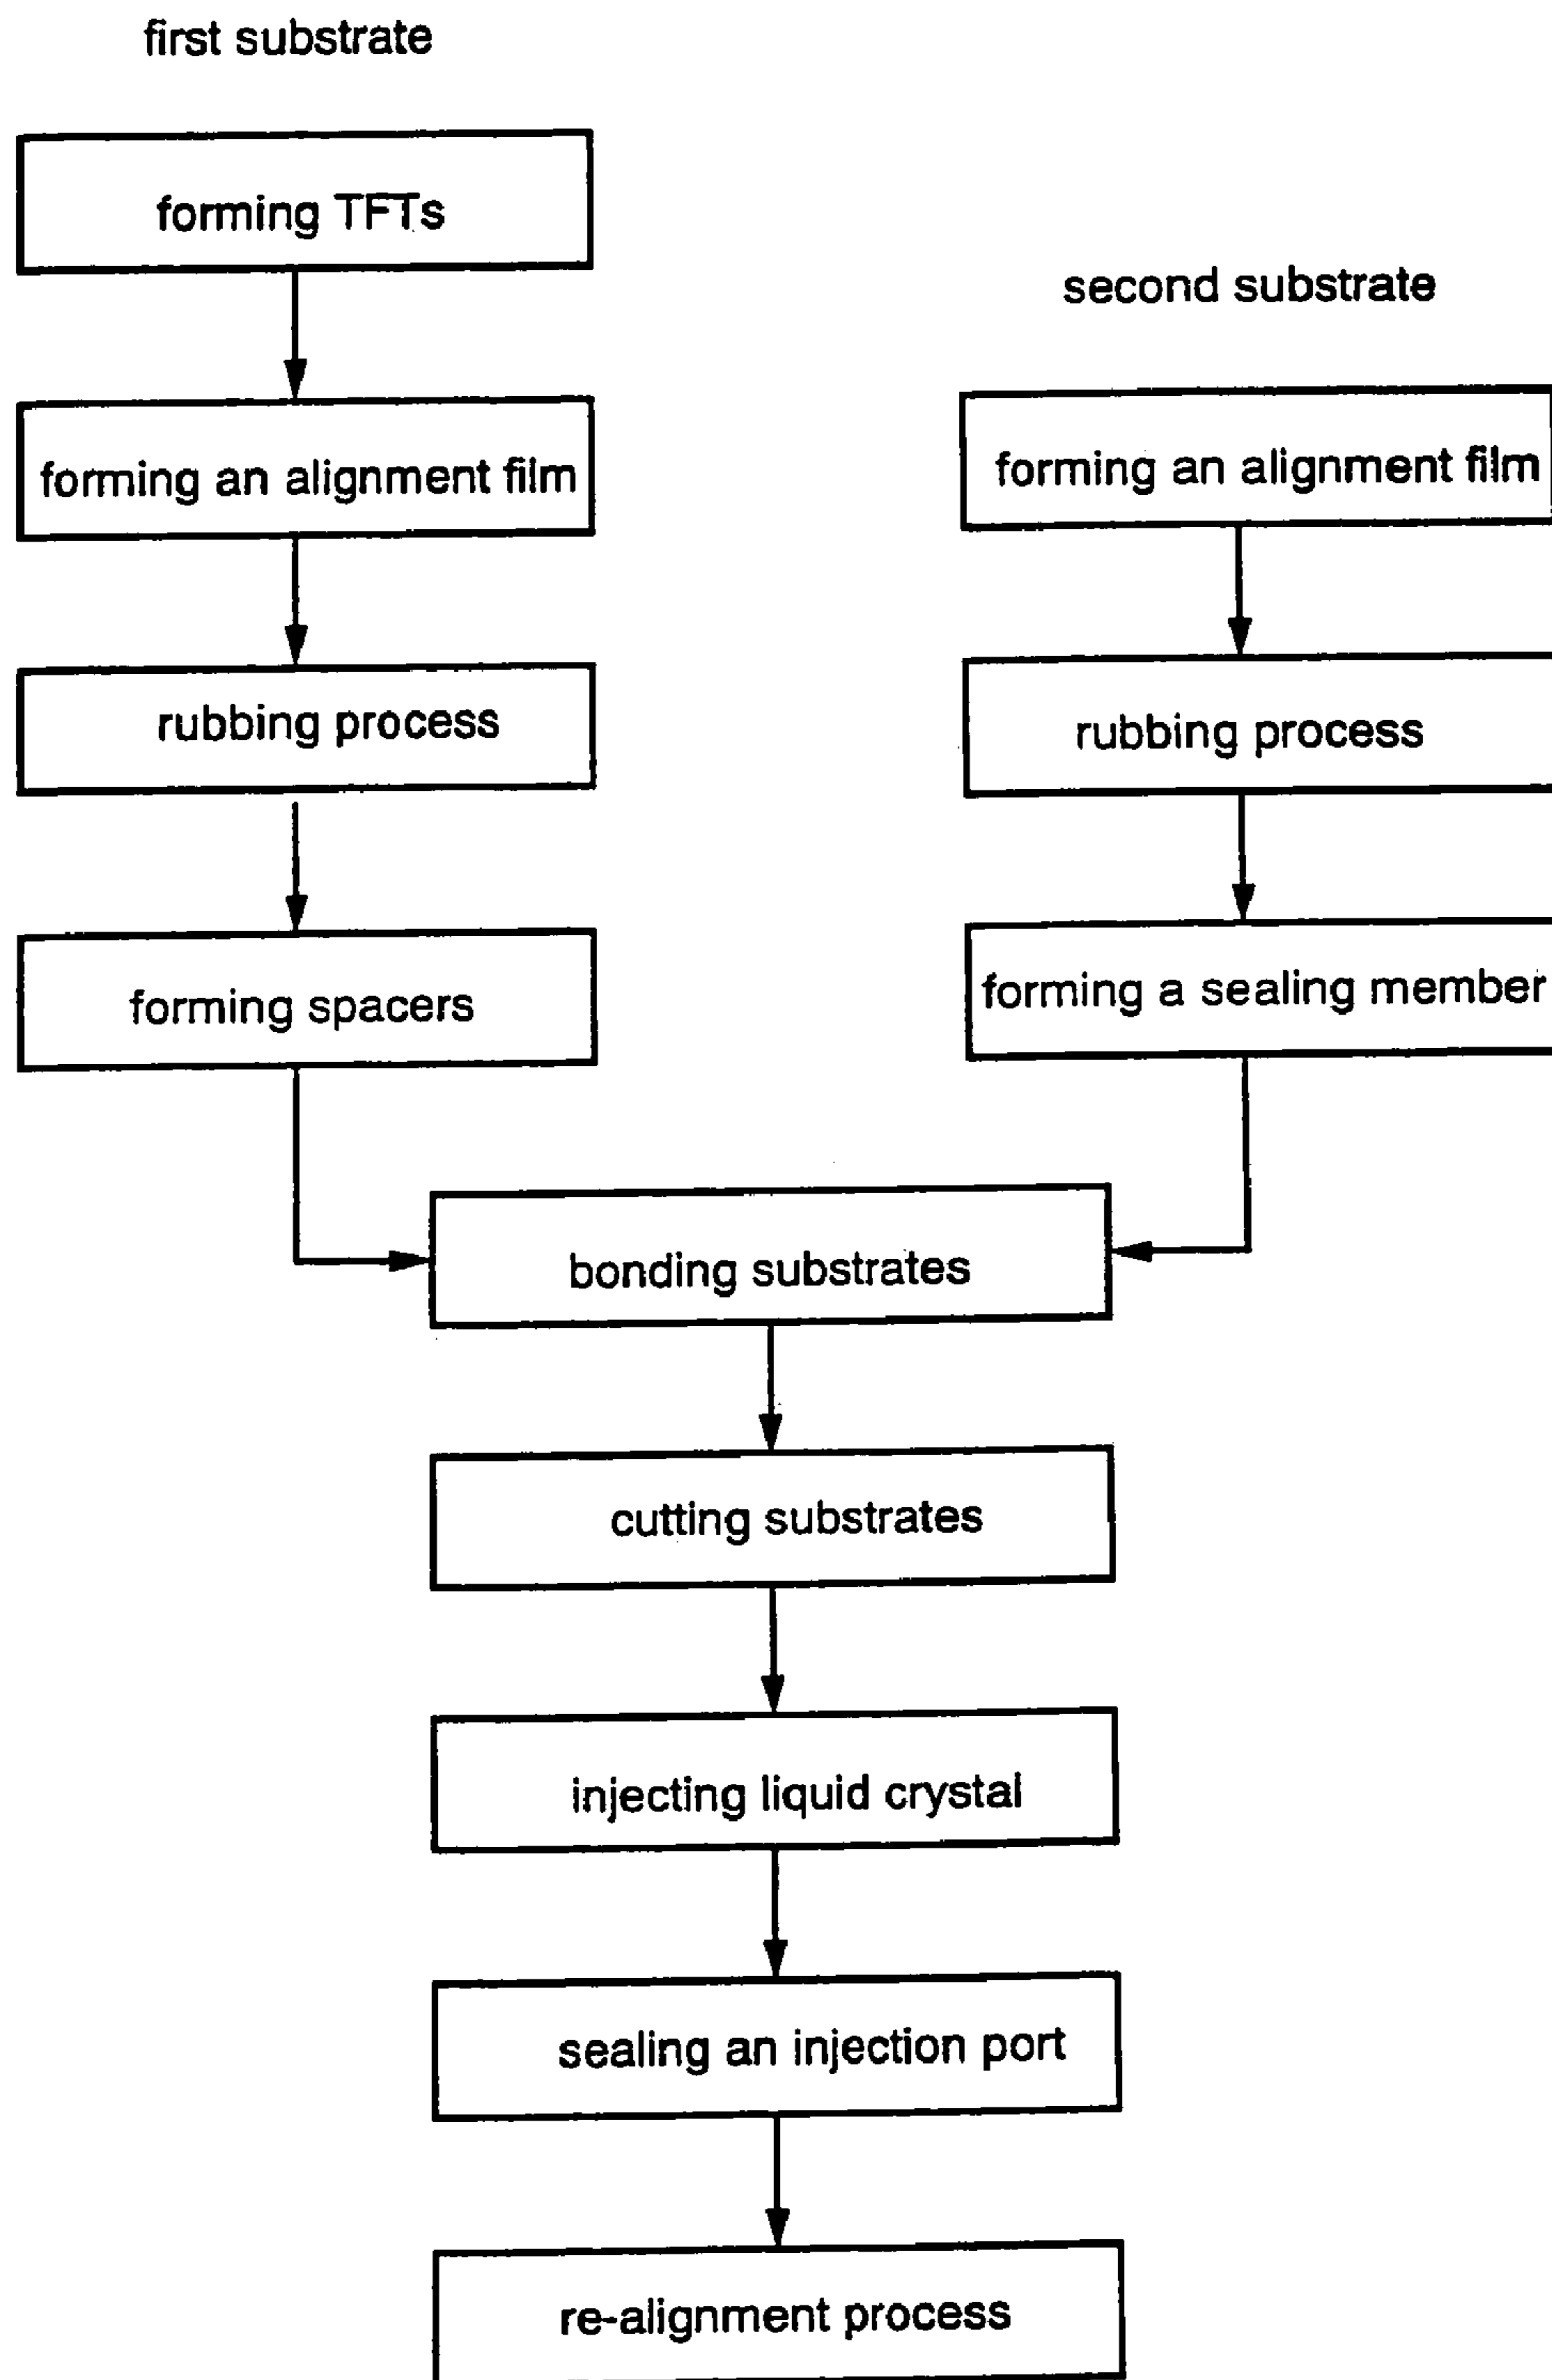 first substrate
forming TFTs
forming an alignment film
rubbing process
forming spacers
second substrate
forming an alignment film
rubbing process
forming a sealing member
bonding substrates
cutting substrates
injecting liquid crystal
sealing an injection port
re-alignment process